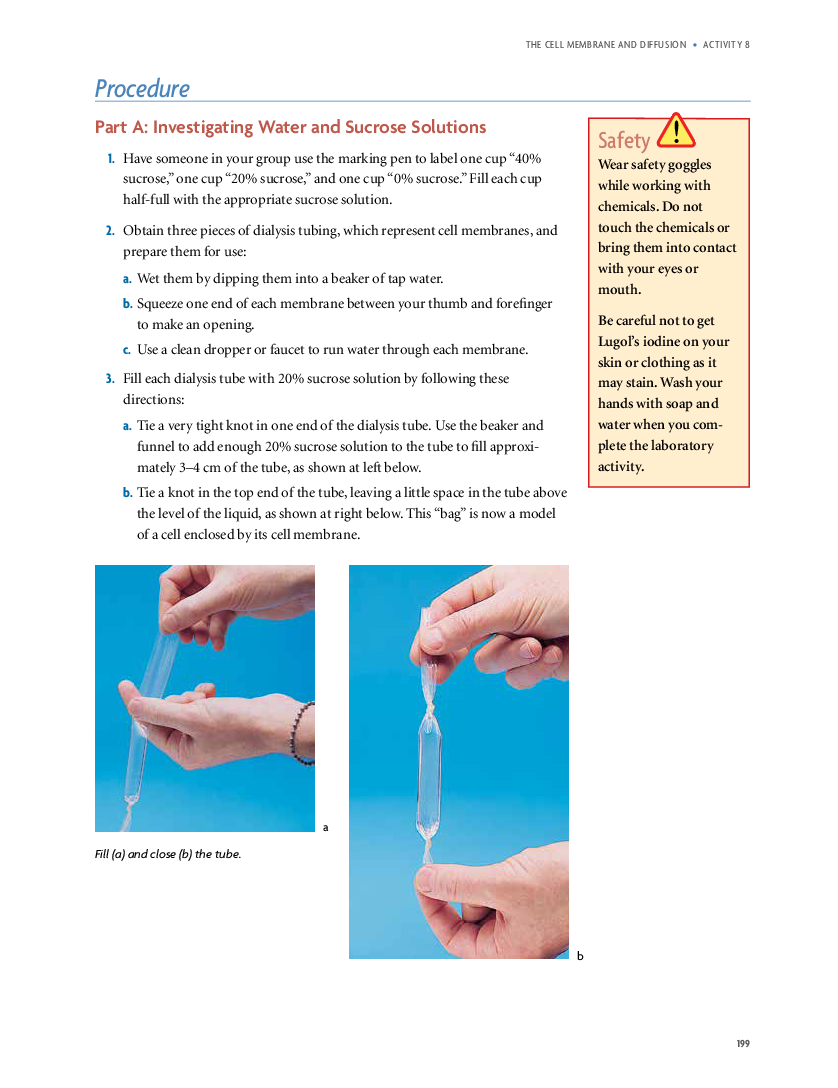 THE CELL MEMBRANE AND DIFFUSION • ACTIVITY 8
Procedure
Part A: Investigating Water and Sucrose Solutions
1. Have someone in your group use the marking pen to label one cup “40%
sucrose,” one cup “20% sucrose,” and one cup “0% sucrose.” Fill each cup
half-full with the appropriate sucrose solution.
2. Obtain three pieces of dialysis tubing, which represent cell membranes, and
prepare them for use:
a. Wet them by dipping them into a beaker of tap water.
b. Squeeze one end of each membrane between your thumb and forefinger
to make an opening.
c. Use a clean dropper or faucet to run water through each membrane.
3. Fill each dialysis tube with 20% sucrose solution by following these
directions:
a. Tie a very tight knot in one end of the dialysis tube. Use the beaker and
funnel to add enough 20% sucrose solution to the tube to fill approxi-
mately 3–4 cm of the tube, as shown at left below.
b. Tie a knot in the top end of the tube, leaving a little space in the tube above
the level of the liquid, as shown at right below. This “bag” is now a model
of a cell enclosed by its cell membrane.
Safety !
Wear safety goggles
while working with
chemicals. Do not
touch the chemicals or
bring them into contact
with your eyes or
mouth.
Be careful not to get
Lugol’s iodine on your
skin or clothing as it
may stain. Wash your
hands with soap and
water when you com-
plete the laboratory
activity.
a
Fill (a) and close (b) the tube.
b
199